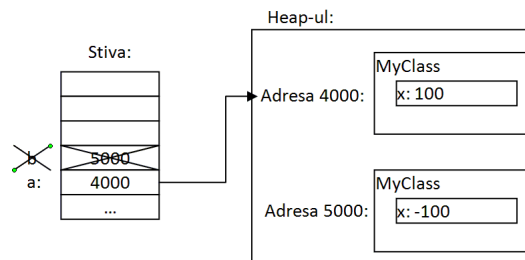 Heap-ul:
Stiva:
MyClass
Adresa 4000:
x: 100
b
5000
a:
4000
MyClass
Adresa 5000:
x: -100
...